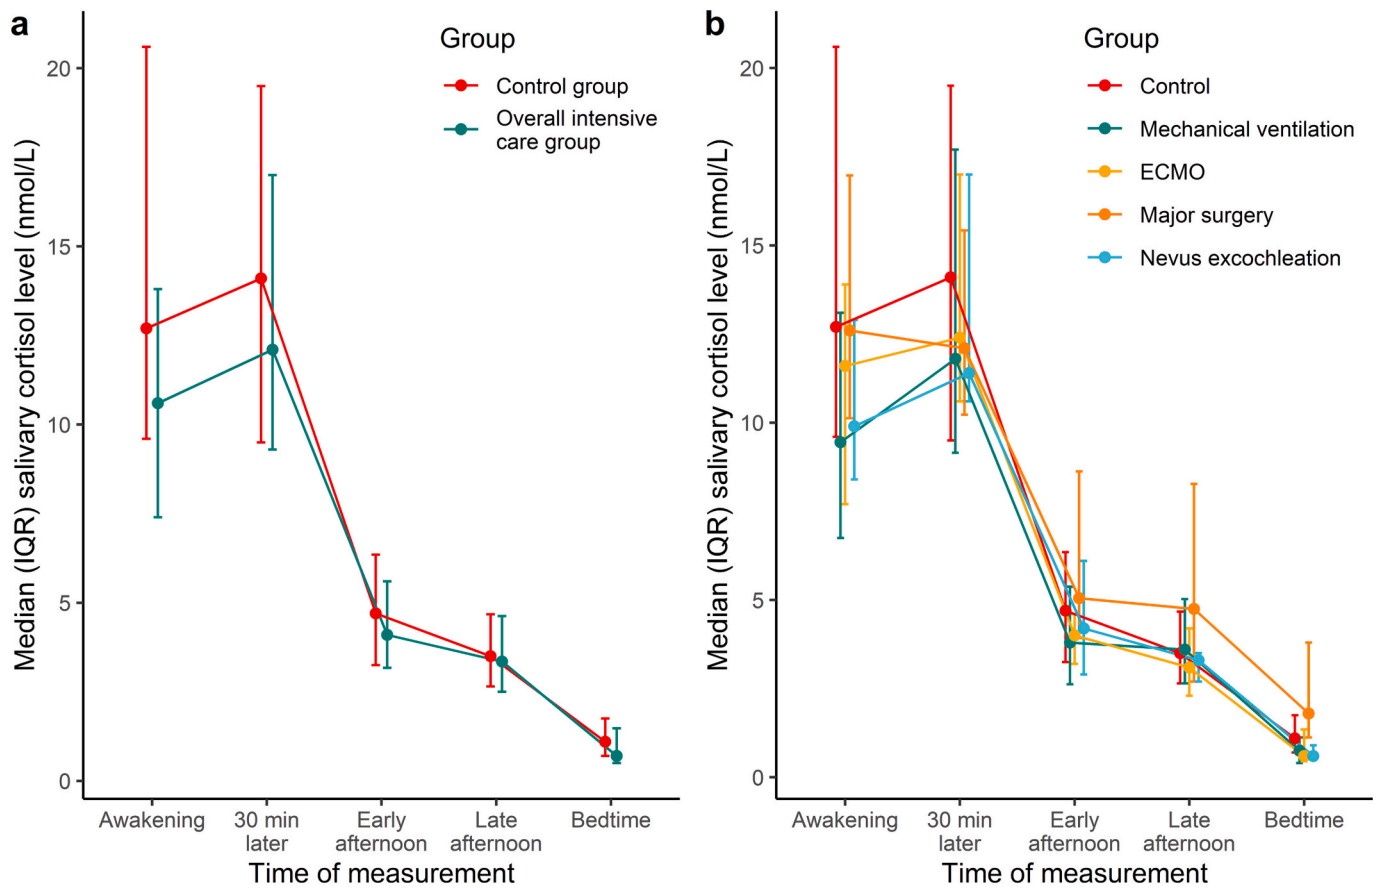 a
Median (IQR) salivary cortisol level (nmol/L)
20
15
10
5
0
Group
Control group
Overall intensive
care group
Awakening
30 min
later
Early
afternoon
Late
afternoon
Bedtime
Time of measurement
b
Median (IQR) salivary cortisol level (nmol/L)
20
15
10
5
0
Group
Control
Mechanical ventilation
ECMO
Major surgery
Nevus excochleation
Awakening
30 min
later
Early
afternoon
Late
afternoon
Bedtime
Time of measurement